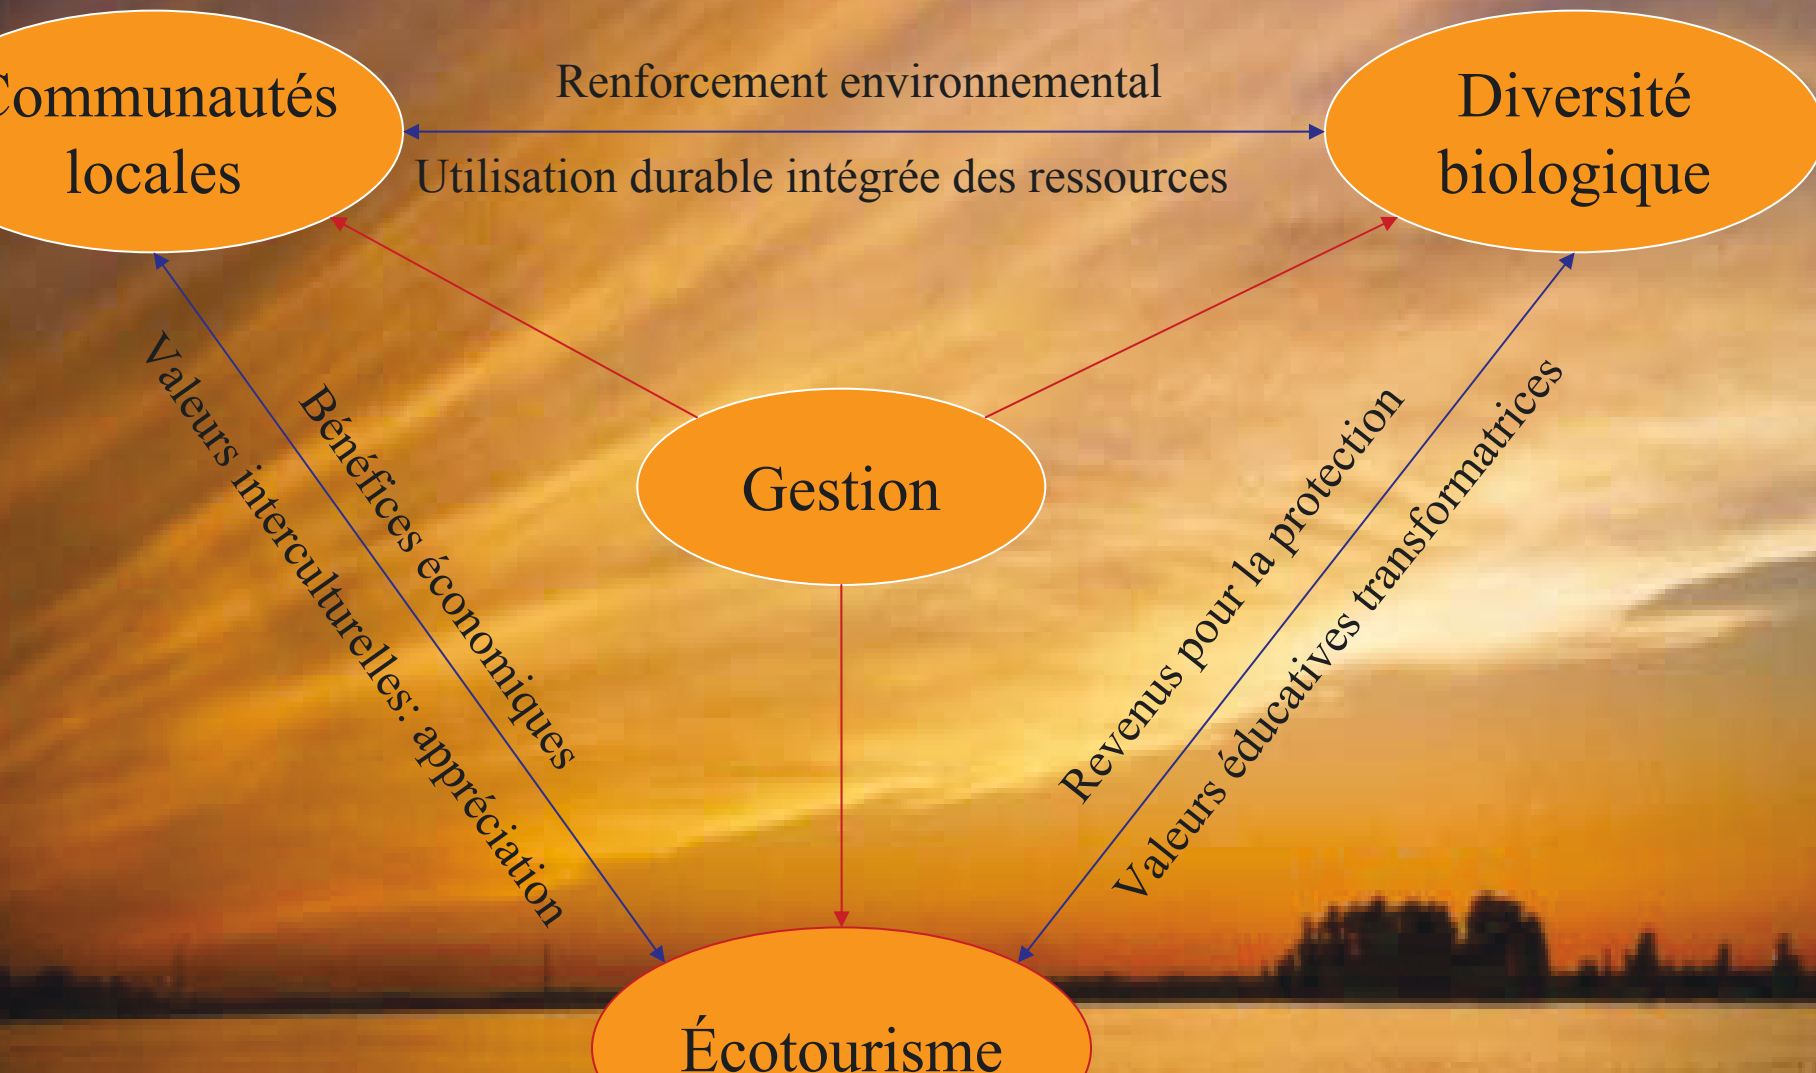 Communautés
locales
Renforcement environnemental
Utilisation durable intégrée des ressources
Diversité
biologique
Gestion
Bénéfices économiques
Valeurs interculturelles: appréciation
Revenus pour la protection
Valeurs éducatives transformatrices
Écotourisme